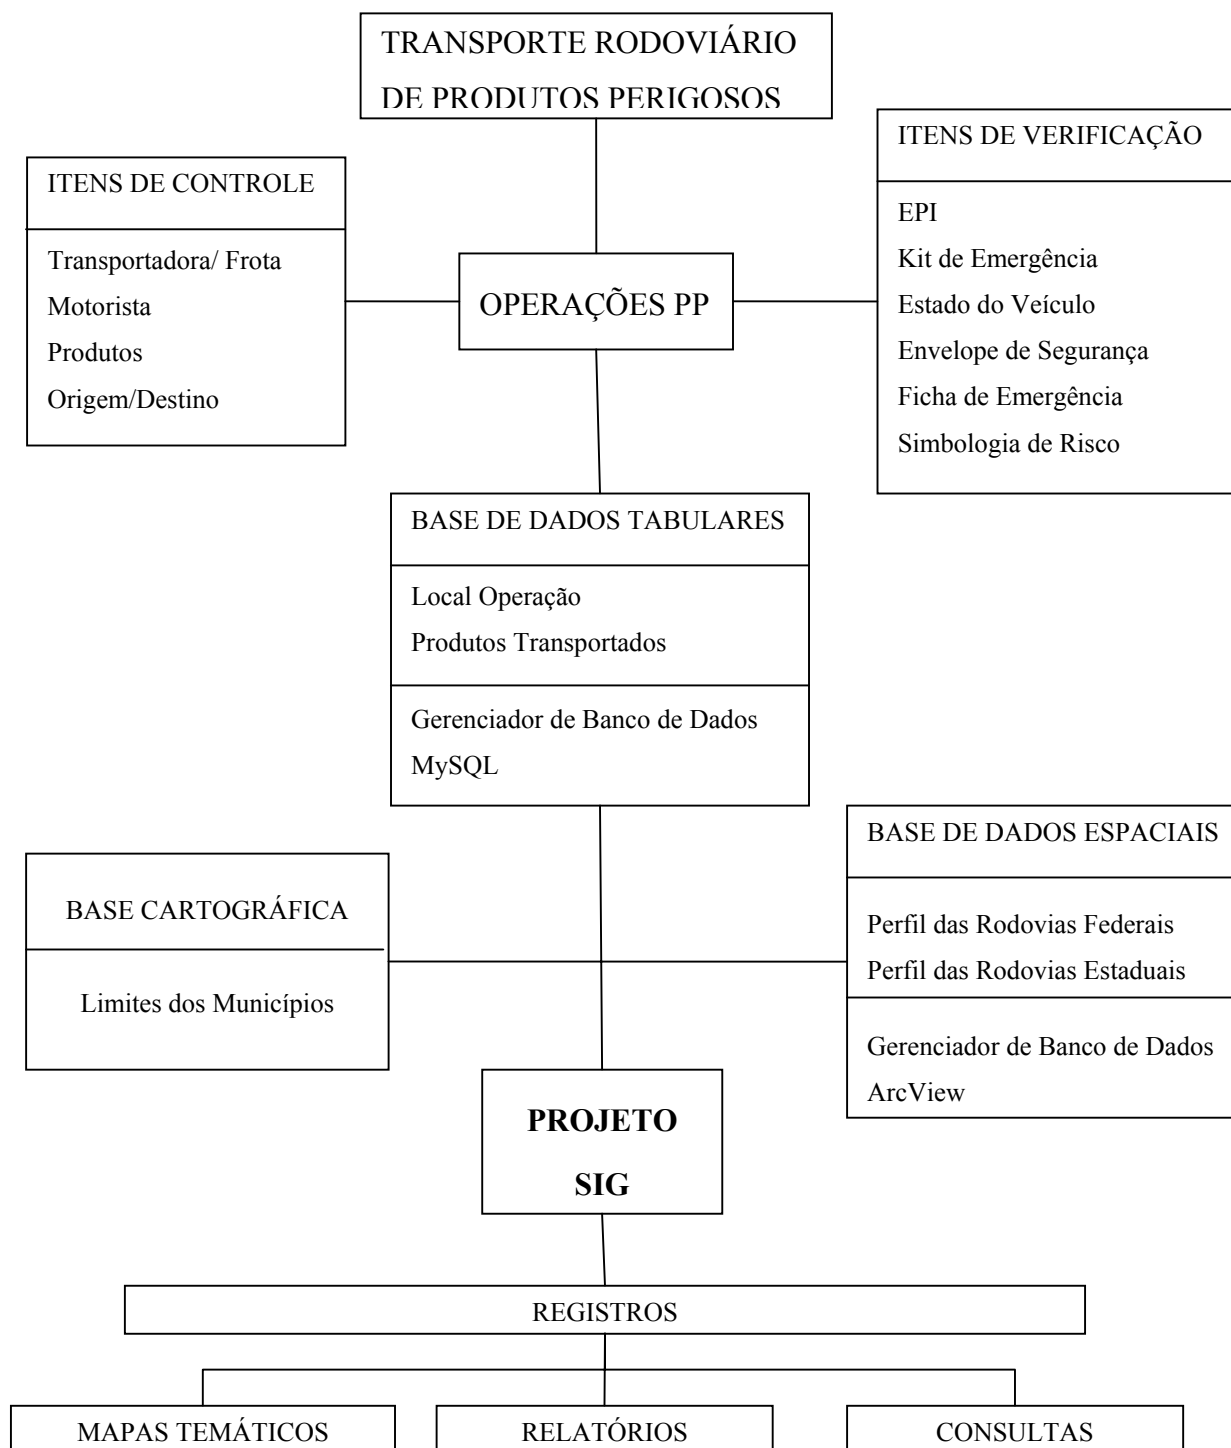 TRANSPORTE RODOVIÁRIO
DE PRODUTOS PERIGOSOS
ITENS DE CONTROLE
Transportadora/ Frota
Motorista
Produtos
Origem/Destino
OPERAÇÕES PP
ITENS DE VERIFICAÇÃO
EPI
Kit de Emergência
Estado do Veículo
Envelope de Segurança
Ficha de Emergência
Simbologia de Risco
BASE DE DADOS TABULARES
Local Operação
Produtos Transportados
Gerenciador de Banco de Dados
MySQL
BASE CARTOGRÁFICA
Limites dos Municípios
BASE DE DADOS ESPACIAIS
Perfil das Rodovias Federais
Perfil das Rodovias Estaduais
Gerenciador de Banco de Dados
ArcView
PROJETO
SIG
REGISTROS
MAPAS TEMÁTICOS
RELATÓRIOS
CONSULTAS